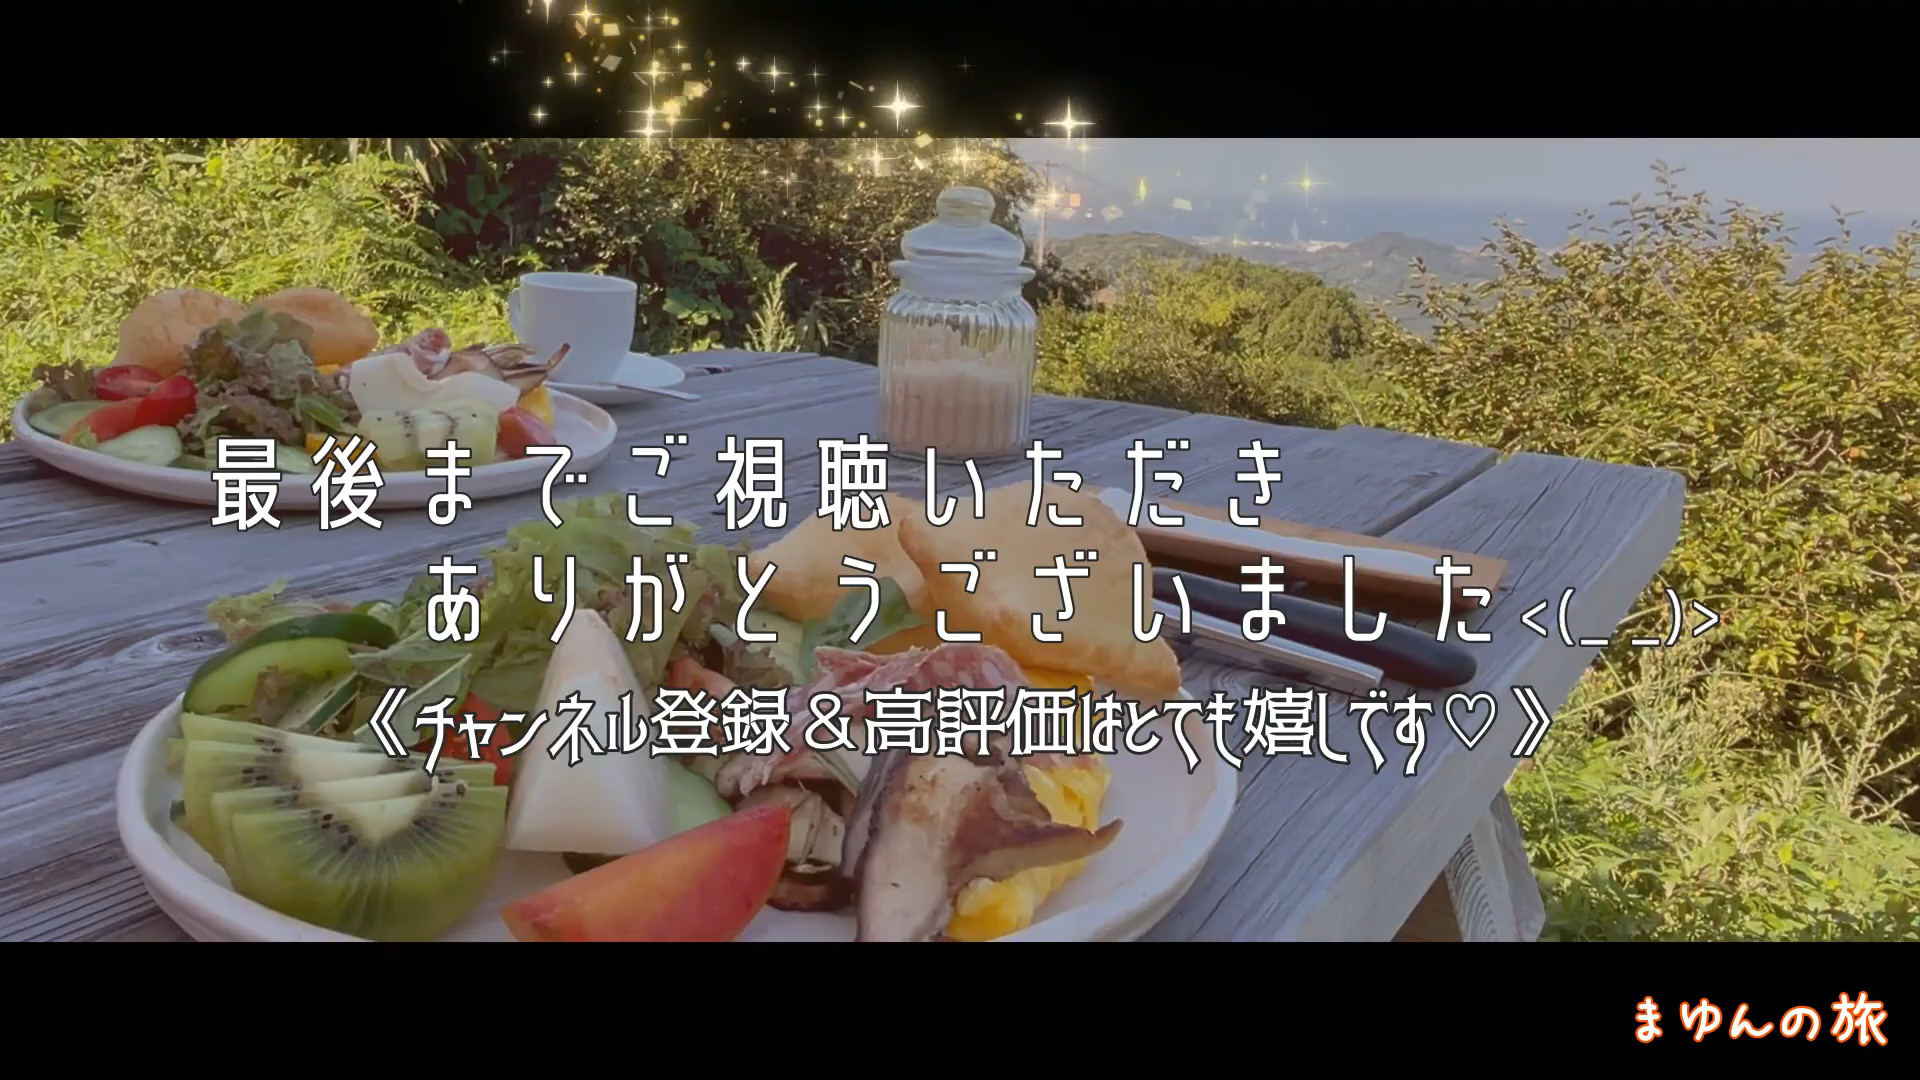 最後までご視聴いただき
ありがとうございました<(_ _)>
《チャンネル登録＆高評価はとても嬉しです♡》
まゆんの旅